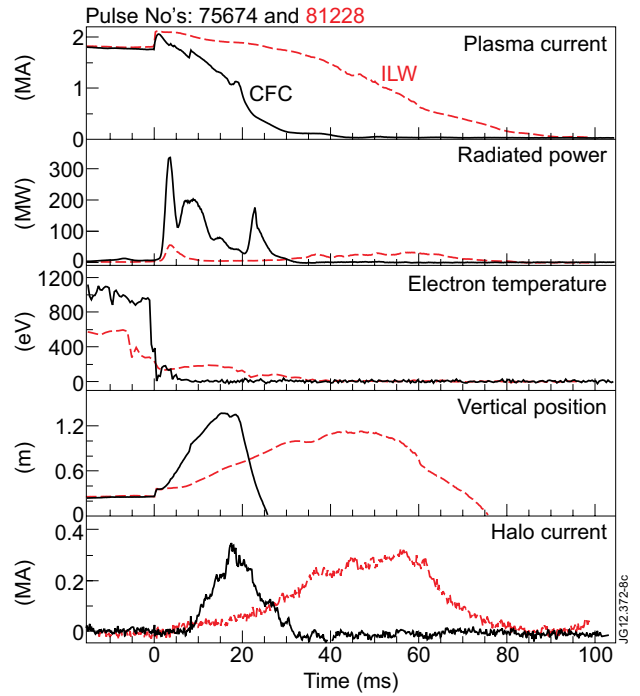 Pulse No's: 75674 and 81228
Plasma current
2
1
0
(MA)
CFC
ILW
Radiated power
300
200
100
0
(MW)
Electron temperature
1200
800
400
0
(eV)
Vertical position
1.2
0.6
0
(m)
Halo current
0.4
0.2
0
(MA)
0 20 40 60 80 100
Time (ms)
JG12.372-8c